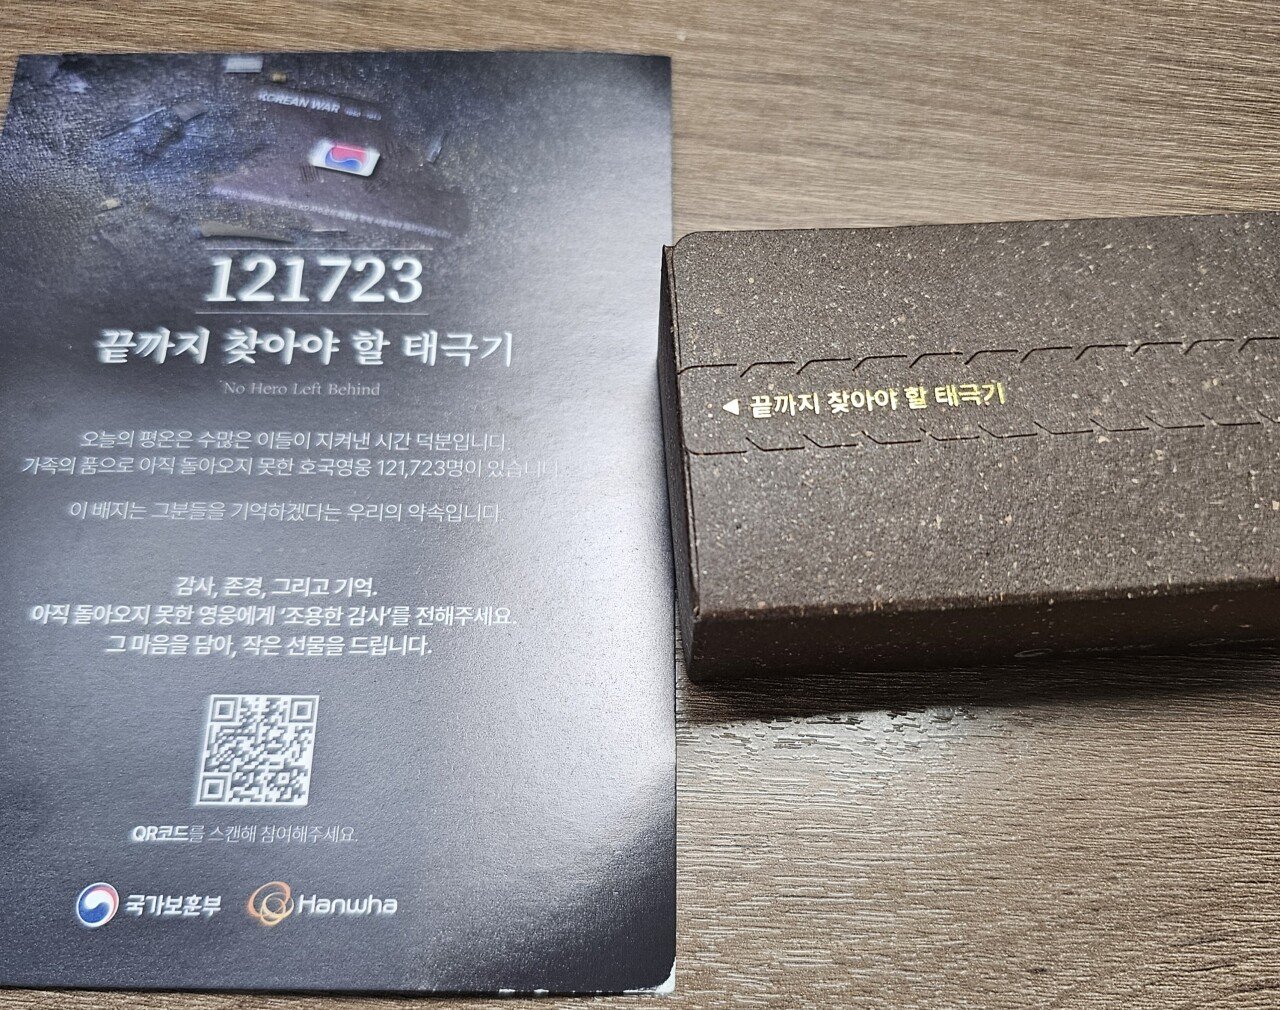 KOREAN WAR
121723
끝까지 찾아야 할 태극기
No Hero Left Behind
오늘의 평온은 수많은 이들이 지켜낸 시간 덕분입니다.
가족의 품으로 아직 돌아오지 못한 호국영웅 121,723명이 있습니다
이 배지는 그분들을 기억하겠다는 우리의 약속입니다.
감사, 존경, 그리고 기억.
아직 돌아오지 못한 영웅에게 '조용한 감사'를 전해주세요.
그 마음을 담아, 작은 선물을 드립니다.
QR코드를 스캔해 참여해주세요.
국가보훈부 Hanwha
◀ 끝까지 찾아야 할 태극기